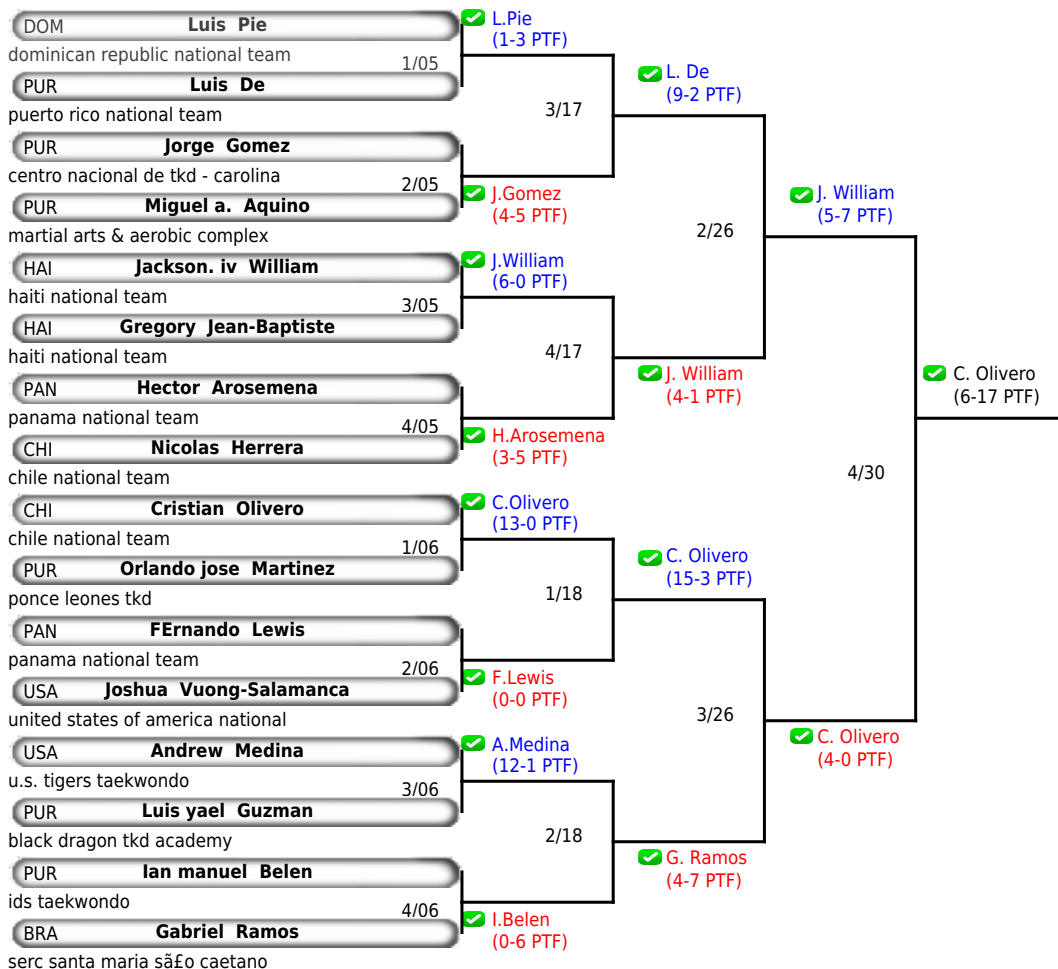 DOM Luis Pie
dominican republic national team
1/05
PUR Luis De
puerto rico national team
PUR Jorge Gomez
centro nacional de tkd - carolina
2/05
PUR Miguel a. Aquino
martial arts & aerobic complex
HAI Jackson. iv William
haiti national team
3/05
HAI Gregory Jean-Baptiste
haiti national team
PAN Hector Arosemena
panama national team
4/05
CHI Nicolas Herrera
chile national team
CHI Cristian Olivero
chile national team
1/06
PUR Orlando jose Martinez
ponce leones tkd
PAN FErnando Lewis
panama national team
2/06
USA Joshua Vuong-Salamanca
united states of america national
USA Andrew Medina
u.s. tigers taekwondo
3/06
PUR Luis yael Guzman
black dragon tkd academy
PUR Ian manuel Belen
ids taekwondo
4/06
BRA Gabriel Ramos
serc santa maria sã£o caetano
L.Pie
(1-3 PTF)
3/17
J.Gomez
(4-5 PTF)
J.William
(6-0 PTF)
4/17
H.Arosemena
(3-5 PTF)
C.Olivero
(13-0 PTF)
1/18
F.Lewis
(0-0 PTF)
A.Medina
(12-1 PTF)
2/18
I.Belen
(0-6 PTF)
L. De
(9-2 PTF)
2/26
J. William
(4-1 PTF)
C. Olivero
(15-3 PTF)
3/26
G. Ramos
(4-7 PTF)
J. William
(5-7 PTF)
4/30
C. Olivero
(4-0 PTF)
C. Olivero
(6-17 PTF)